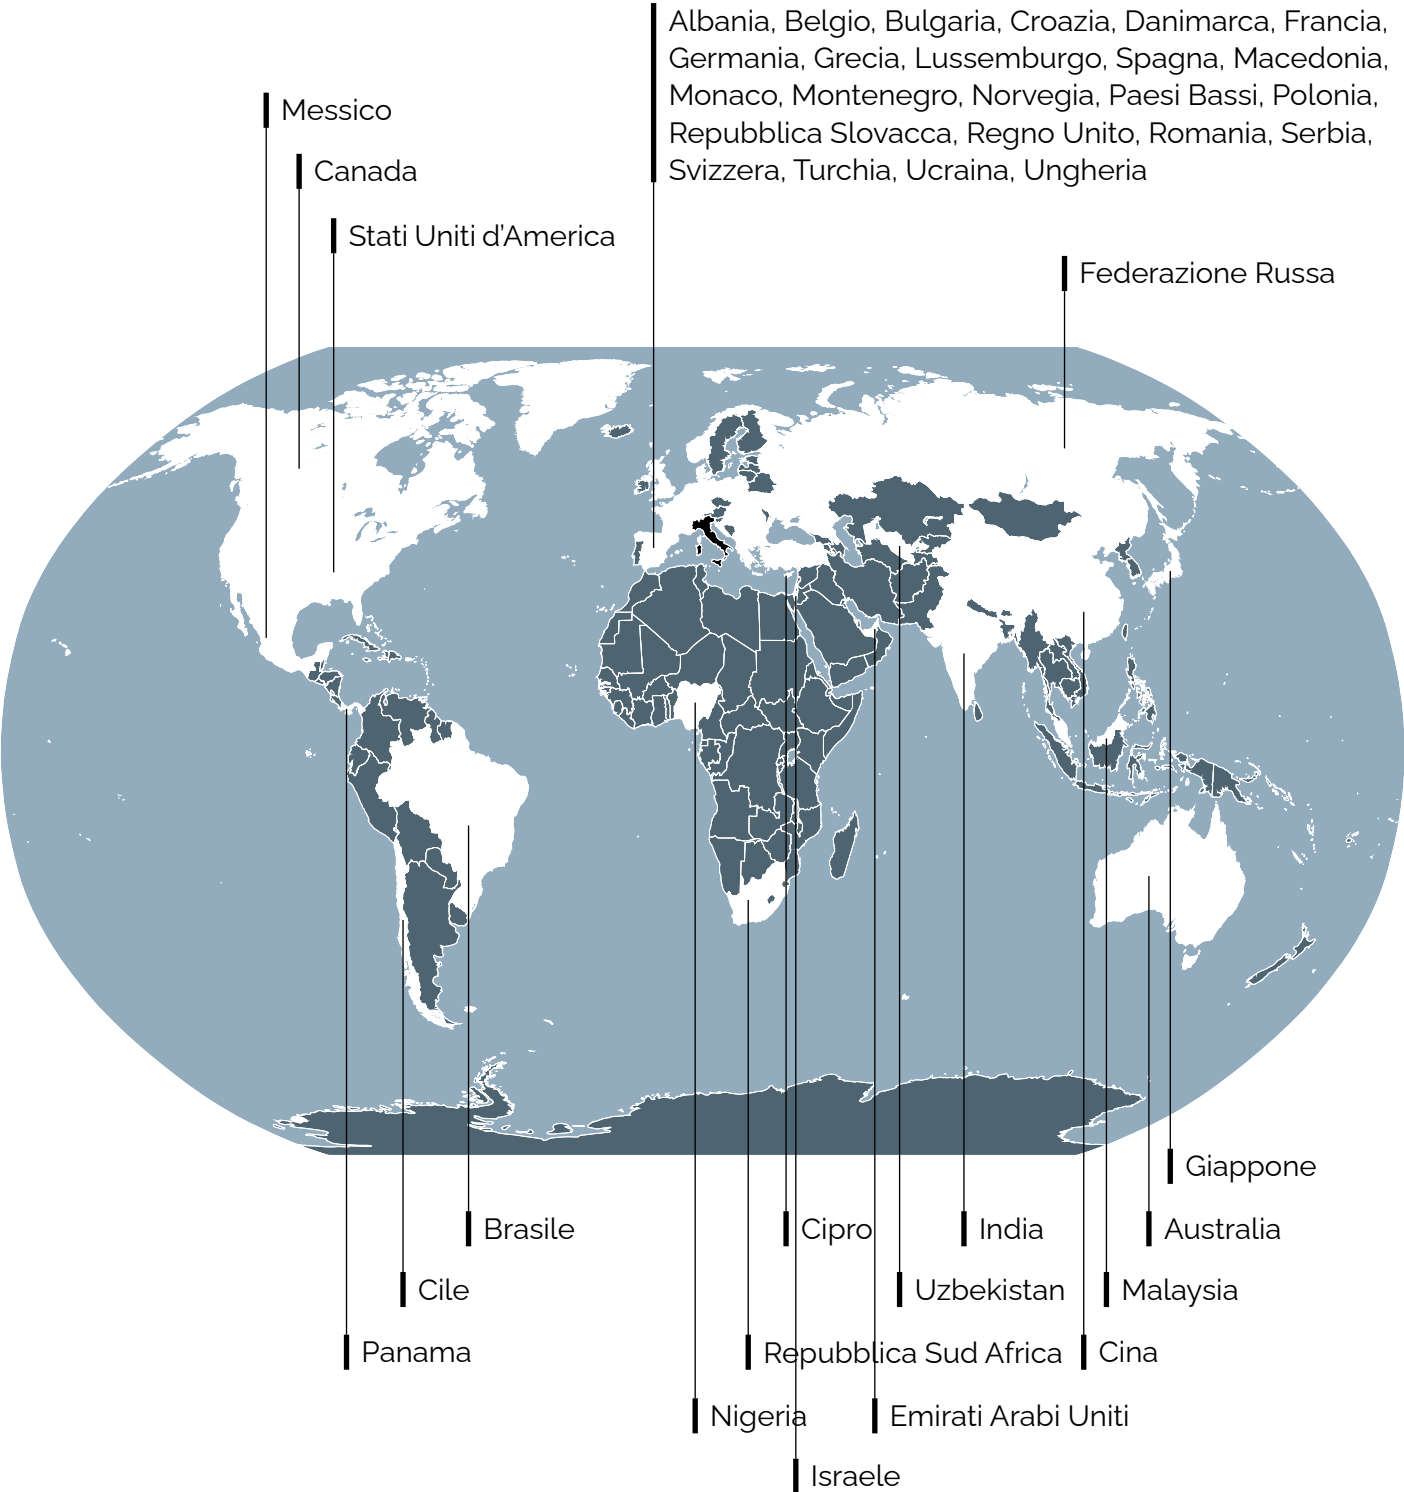 Albania, Belgio, Bulgaria, Croazia, Danimarca, Francia,
Germania, Grecia, Lussemburgo, Spagna, Macedonia,
Monaco, Montenegro, Norvegia, Paesi Bassi, Polonia,
Repubblica Slovacca, Regno Unito, Romania, Serbia,
Svizzera, Turchia, Ucraina, Ungheria
Messico
Canada
Stati Uniti d’America
Federazione Russa
Giappone
Brasile
Cipro
India
Australia
Cile
Uzbekistan
Malaysia
Panama
Repubblica Sud Africa
Cina
Nigeria
Emirati Arabi Uniti
Israele